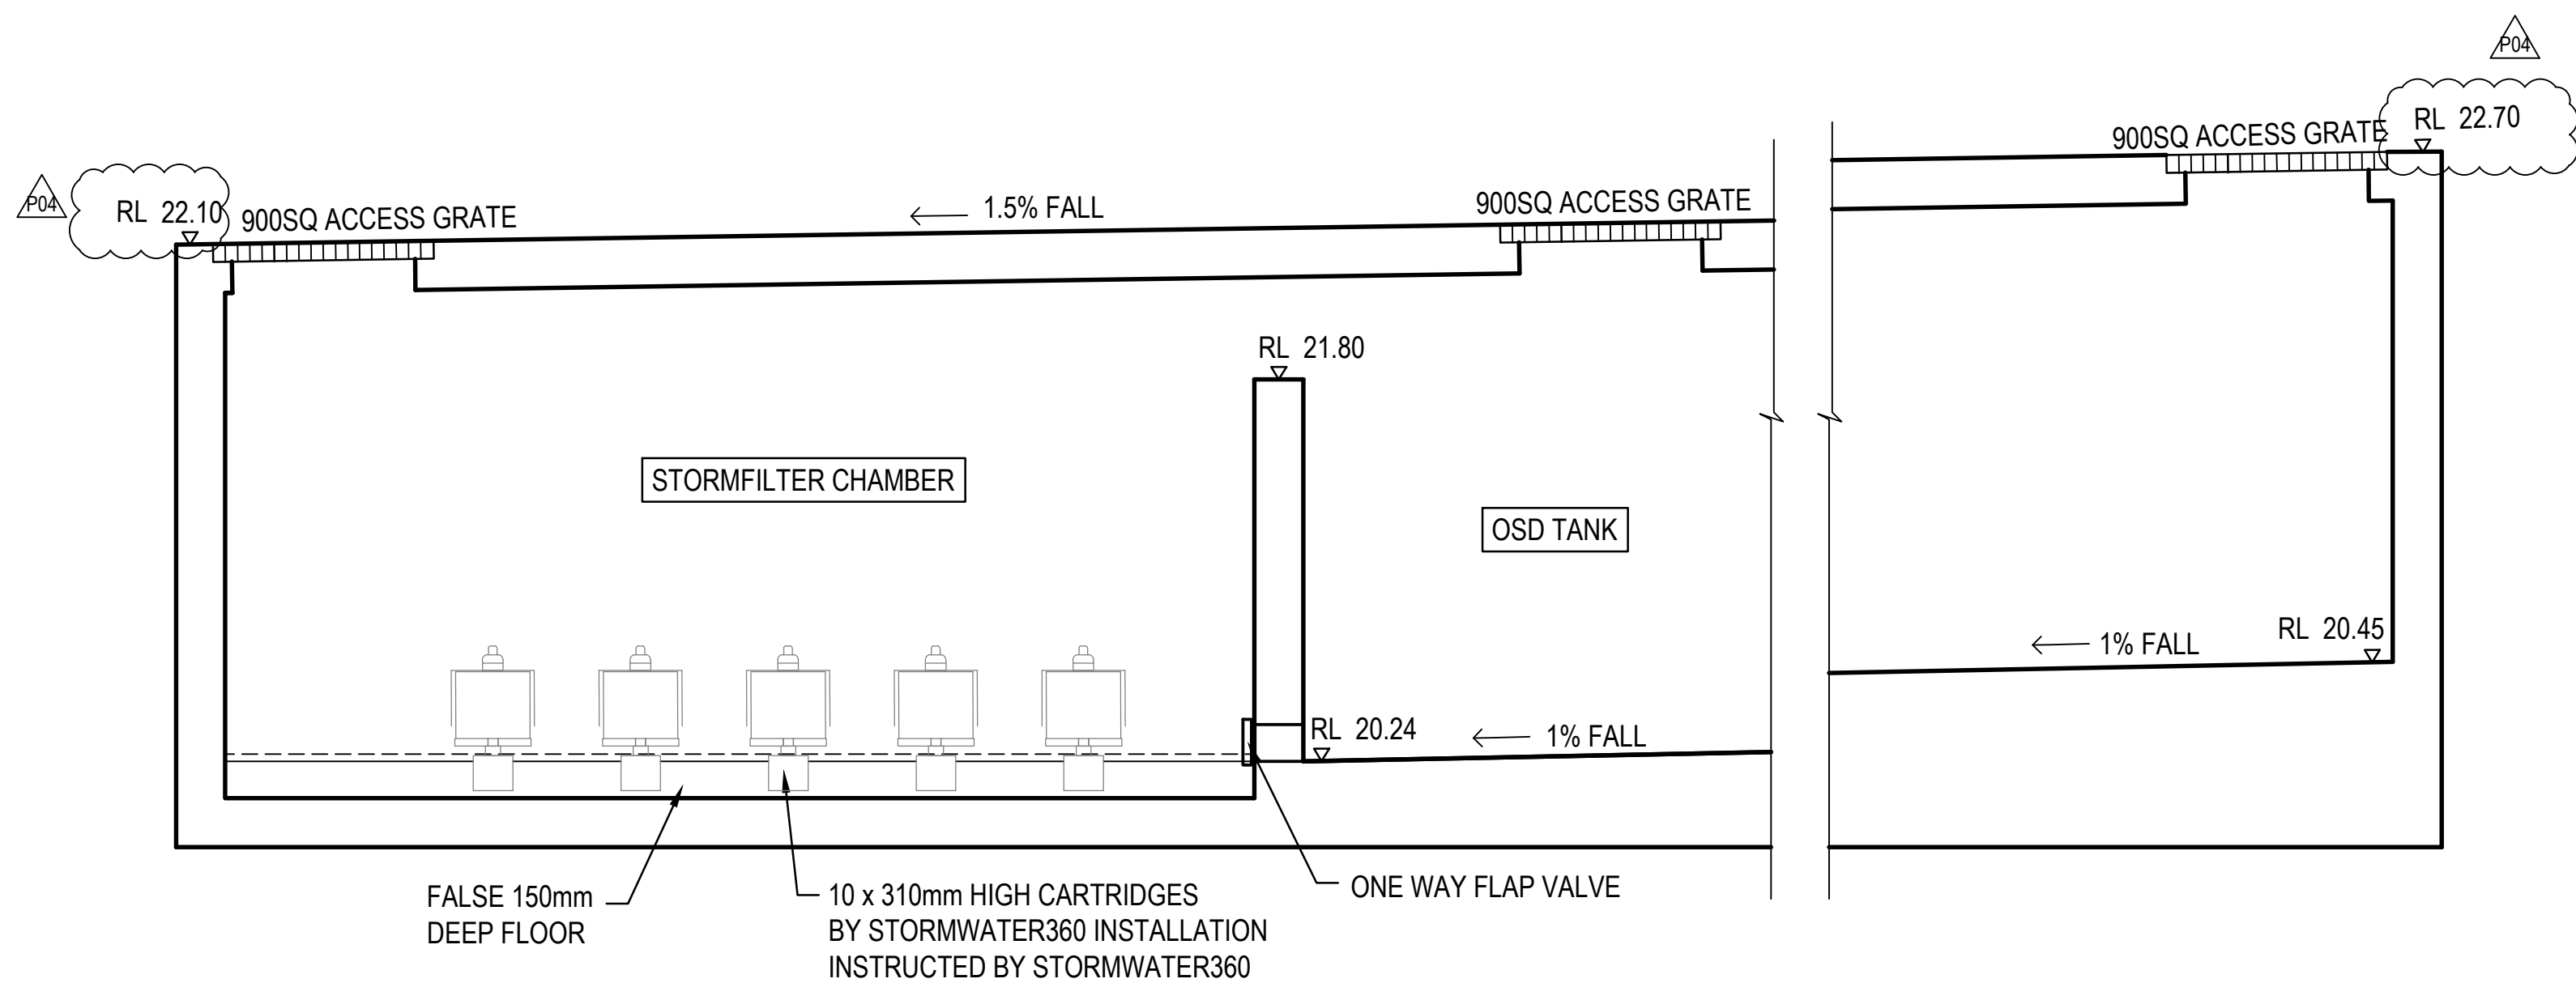 P04
RL 22.70
900SQ ACCESS GRATE
P04
RL 22.10
900SQ ACCESS GRATE
1.5% FALL
900SQ ACCESS GRATE
RL 21.80
STORMFILTER CHAMBER
OSD TANK
RL 20.45
1% FALL
RL 20.24
1% FALL
FALSE 150mm
DEEP FLOOR
10 x 310mm HIGH CARTRIDGES
BY STORMWATER360 INSTALLATION
INSTRUCTED BY STORMWATER360
ONE WAY FLAP VALVE